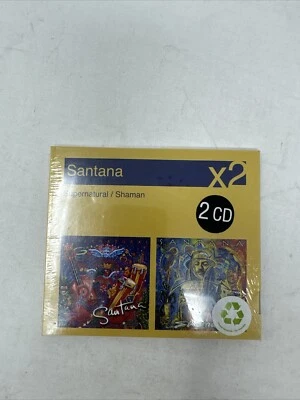 Santana
x2
Supernatural / Shaman
2 CD
Santana